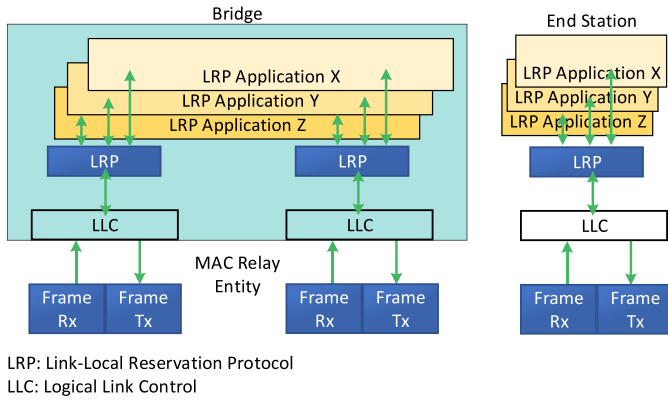 Bridge
End Station
LRP Application X
LRP Application Y
LRP Application Z
LRP
LRP
LLC
LLC
MAC Relay
Entity
Frame
Rx
Frame
Tx
Frame
Rx
Frame
Tx
LRP Application X
LRP Application Y
LRP Application Z
LRP
LLC
Frame
Rx
Frame
Tx
LRP: Link-Local Reservation Protocol
LLC: Logical Link Control